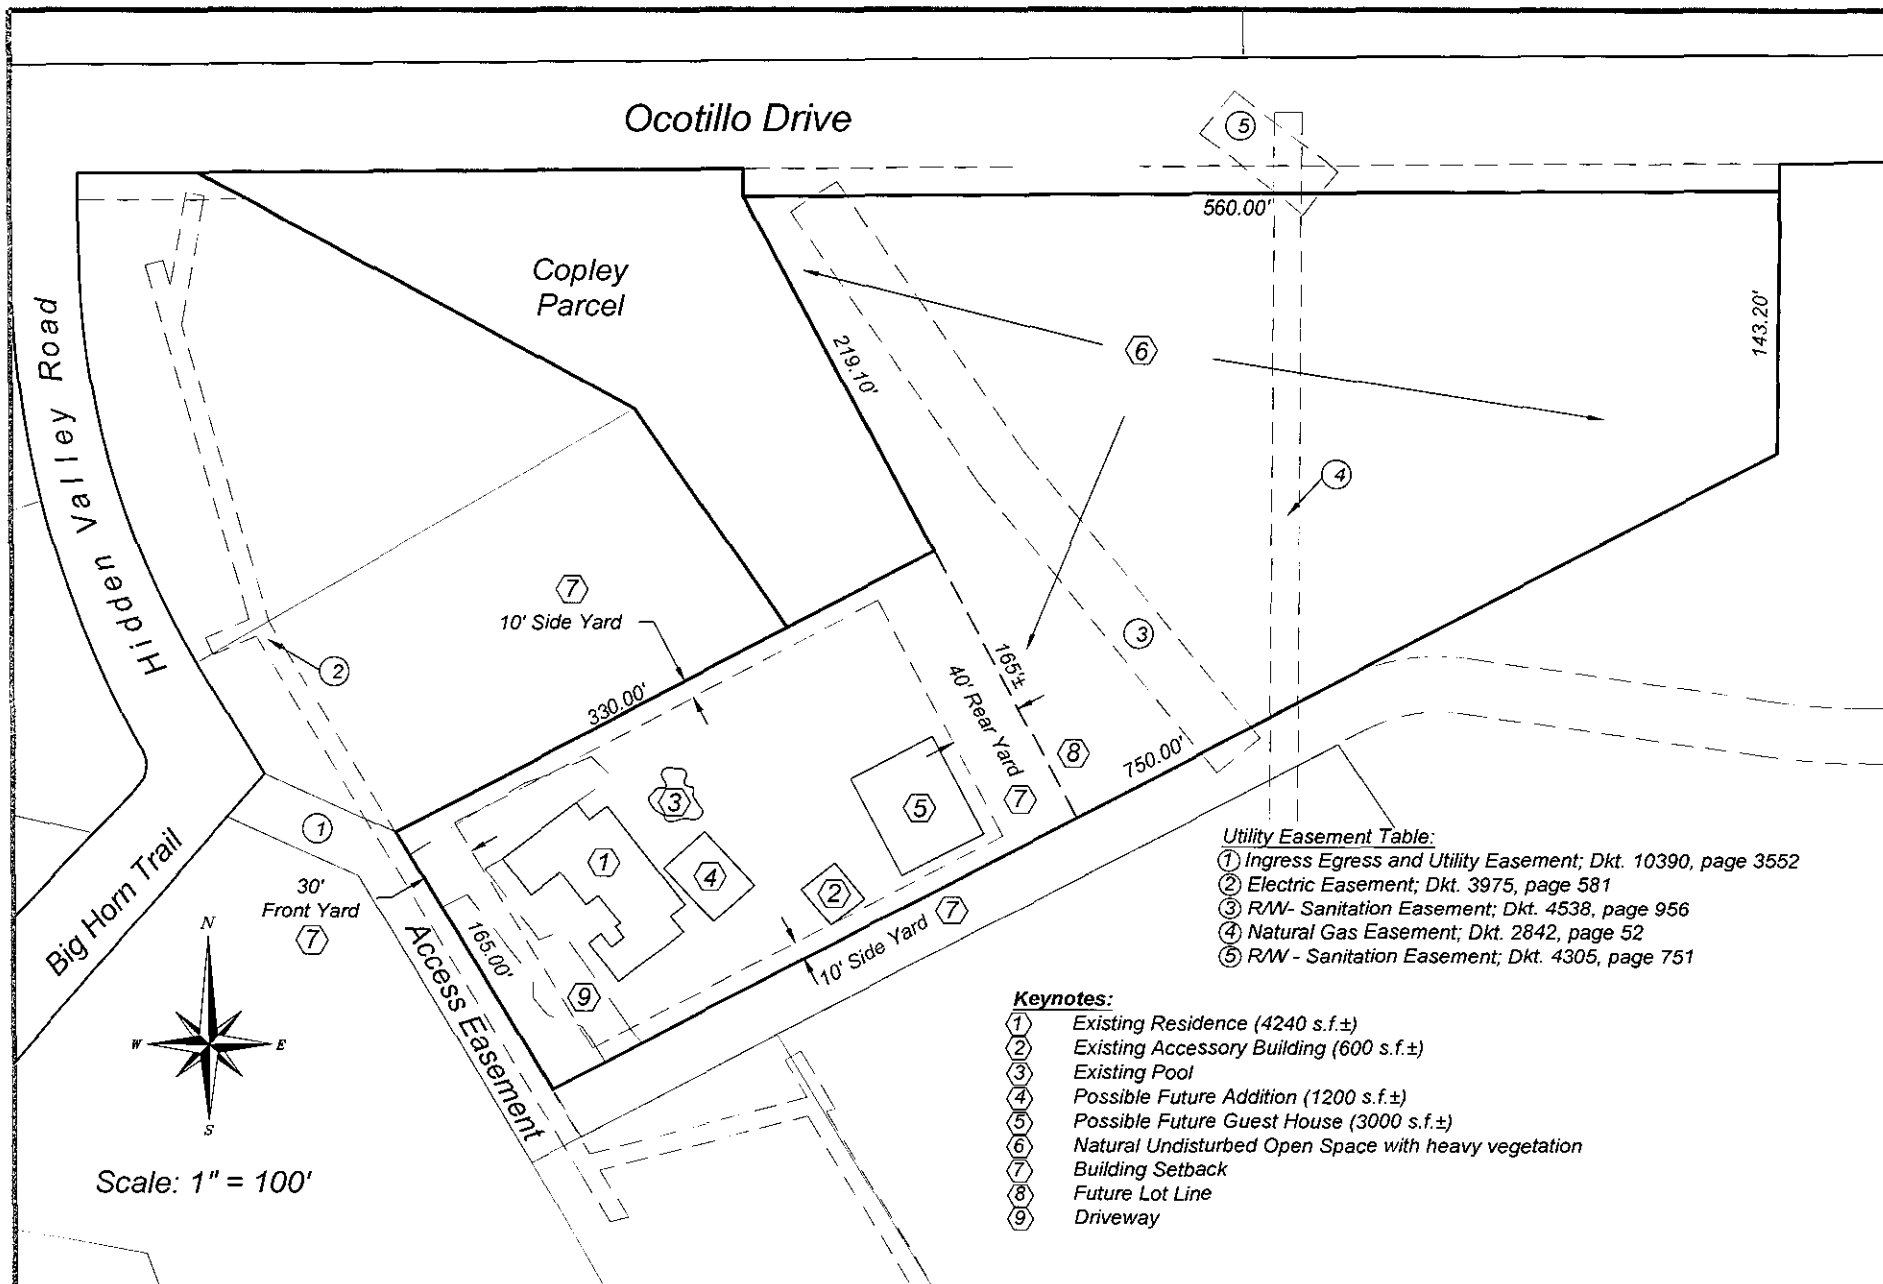 Ocotillo Drive
5
560.00'
Copley
Parcel
143.20'
219.10'
6
Hidden Valley Road
4
7
10' Side Yard
3
2
165'±
40' Rear Yard
330.00'
8
750.00'
7
3
5
1
1
4
2
30'
Front Yard
7
Big Horn Trail
165.00'
Access Easement
10' Side Yard
7
9
N
W
E
S
Scale: 1" = 100'
Utility Easement Table:
1 Ingress Egress and Utility Easement; Dkt. 10390, page 3552
2 Electric Easement; Dkt. 3975, page 581
3 R/W- Sanitation Easement; Dkt. 4538, page 956
4 Natural Gas Easement; Dkt. 2842, page 52
5 R/W - Sanitation Easement; Dkt. 4305, page 751
Keynotes:
1 Existing Residence (4240 s.f.±)
2 Existing Accessory Building (600 s.f.±)
3 Existing Pool
4 Possible Future Addition (1200 s.f.±)
5 Possible Future Guest House (3000 s.f.±)
6 Natural Undisturbed Open Space with heavy vegetation
7 Building Setback
8 Future Lot Line
9 Driveway